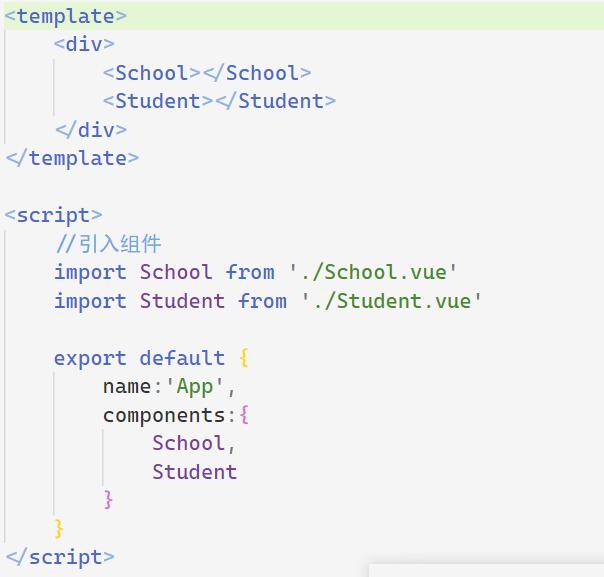 <template>
    <div>
        <School></School>
        <Student></Student>
    </div>
</template>

<script>
    //引入组件
    import School from './School.vue'
    import Student from './Student.vue'

    export default {
        name:'App',
        components:{
            School,
            Student
        }
    }
</script>